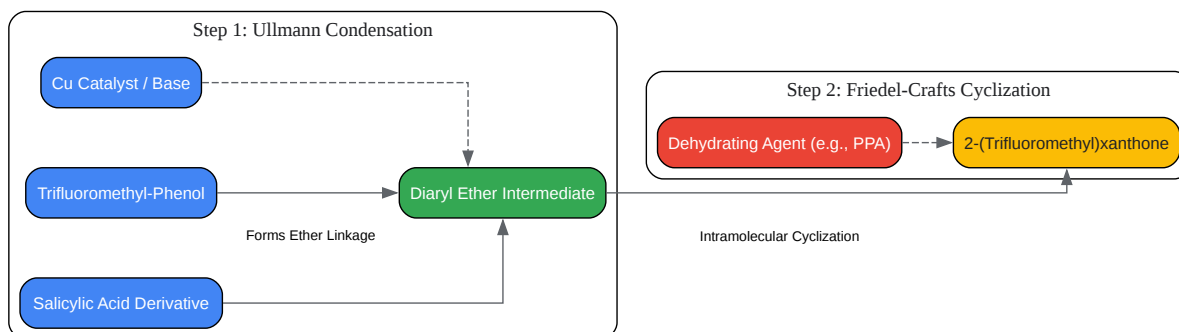 Step 1: Ullmann Condensation
Cu Catalyst / Base
Trifluoromethyl-Phenol
Diaryl Ether Intermediate
Forms Ether Linkage
Salicylic Acid Derivative
Step 2: Friedel-Crafts Cyclization
Dehydrating Agent (e.g., PPA)
2-(Trifluoromethyl)xanthone
Intramolecular Cyclization